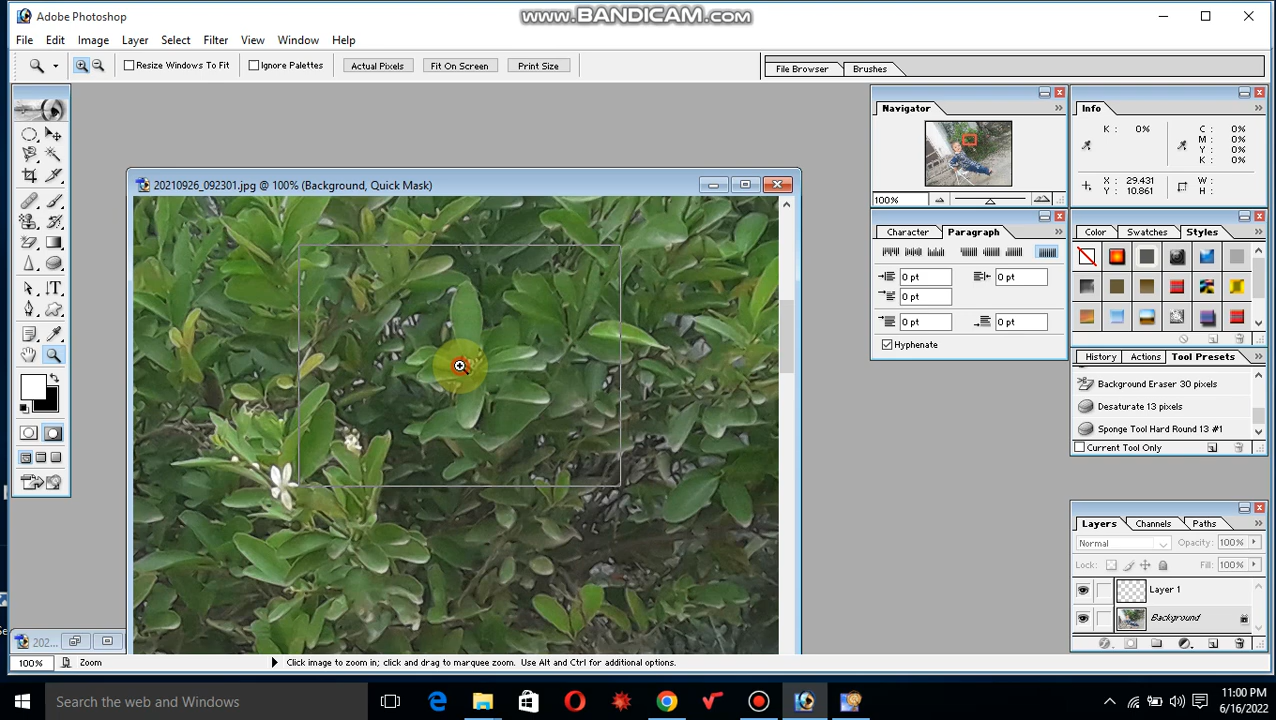 Adobe Photoshop
www.BANDICAM.com
File Edit Image Layer Select Filter View Window Help
Resize Windows To Fit Ignore Palettes Actual Pixels Fit On Screen Print Size File Browser Brushes
Navigator
100%
Info
K: 0% C: 0%
M: 0%
Y: 0%
K: 0%
X: 29.431 W:
Y: 10.861 H:
20210926_092301.jpg @ 100% (Background, Quick Mask)
Character Paragraph
0 pt 0 pt
0 pt
0 pt 0 pt
Hyphenate
Color Swatches Styles
History Actions Tool Presets
Background Eraser 30 pixels
Desaturate 13 pixels
Sponge Tool Hard Round 13 #1
Current Tool Only
Layers Channels Paths
Normal Opacity: 100%
Lock: Fill: 100%
Layer 1
Background
202...
100% Zoom Click image to zoom in; click and drag to marquee zoom. Use Alt and Ctrl for additional options.
Search the web and Windows
11:00 PM
6/16/2022